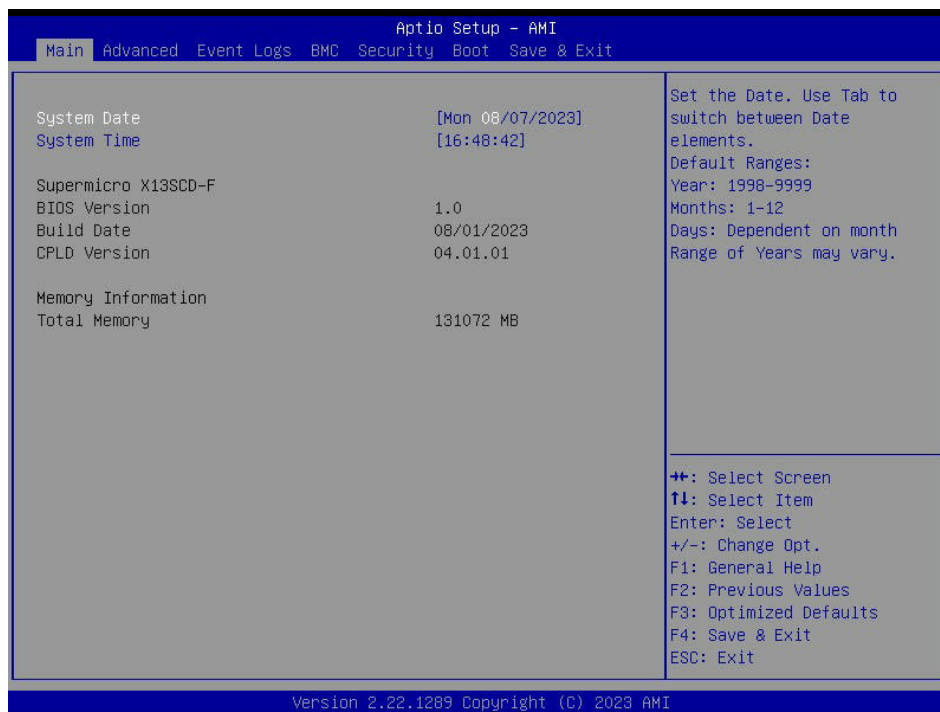 Aptio Setup - AMI
Main Advanced Event Logs BMC Security Boot Save & Exit
System Date [Mon 08/07/2023]
System Time [16:48:42]
Supermicro X13SCD-F
BIOS Version 1.0
Build Date 08/01/2023
CPLD Version 04.01.01
Memory Information
Total Memory 131072 MB
Set the Date. Use Tab to
switch between Date
elements.
Default Ranges:
Year: 1998-9999
Months: 1-12
Days: Dependent on month
Range of Years may vary.
→←: Select Screen
↑↓: Select Item
Enter: Select
+/-: Change Opt.
F1: General Help
F2: Previous Values
F3: Optimized Defaults
F4: Save & Exit
ESC: Exit
Version 2.22.1289 Copyright (C) 2023 AMI